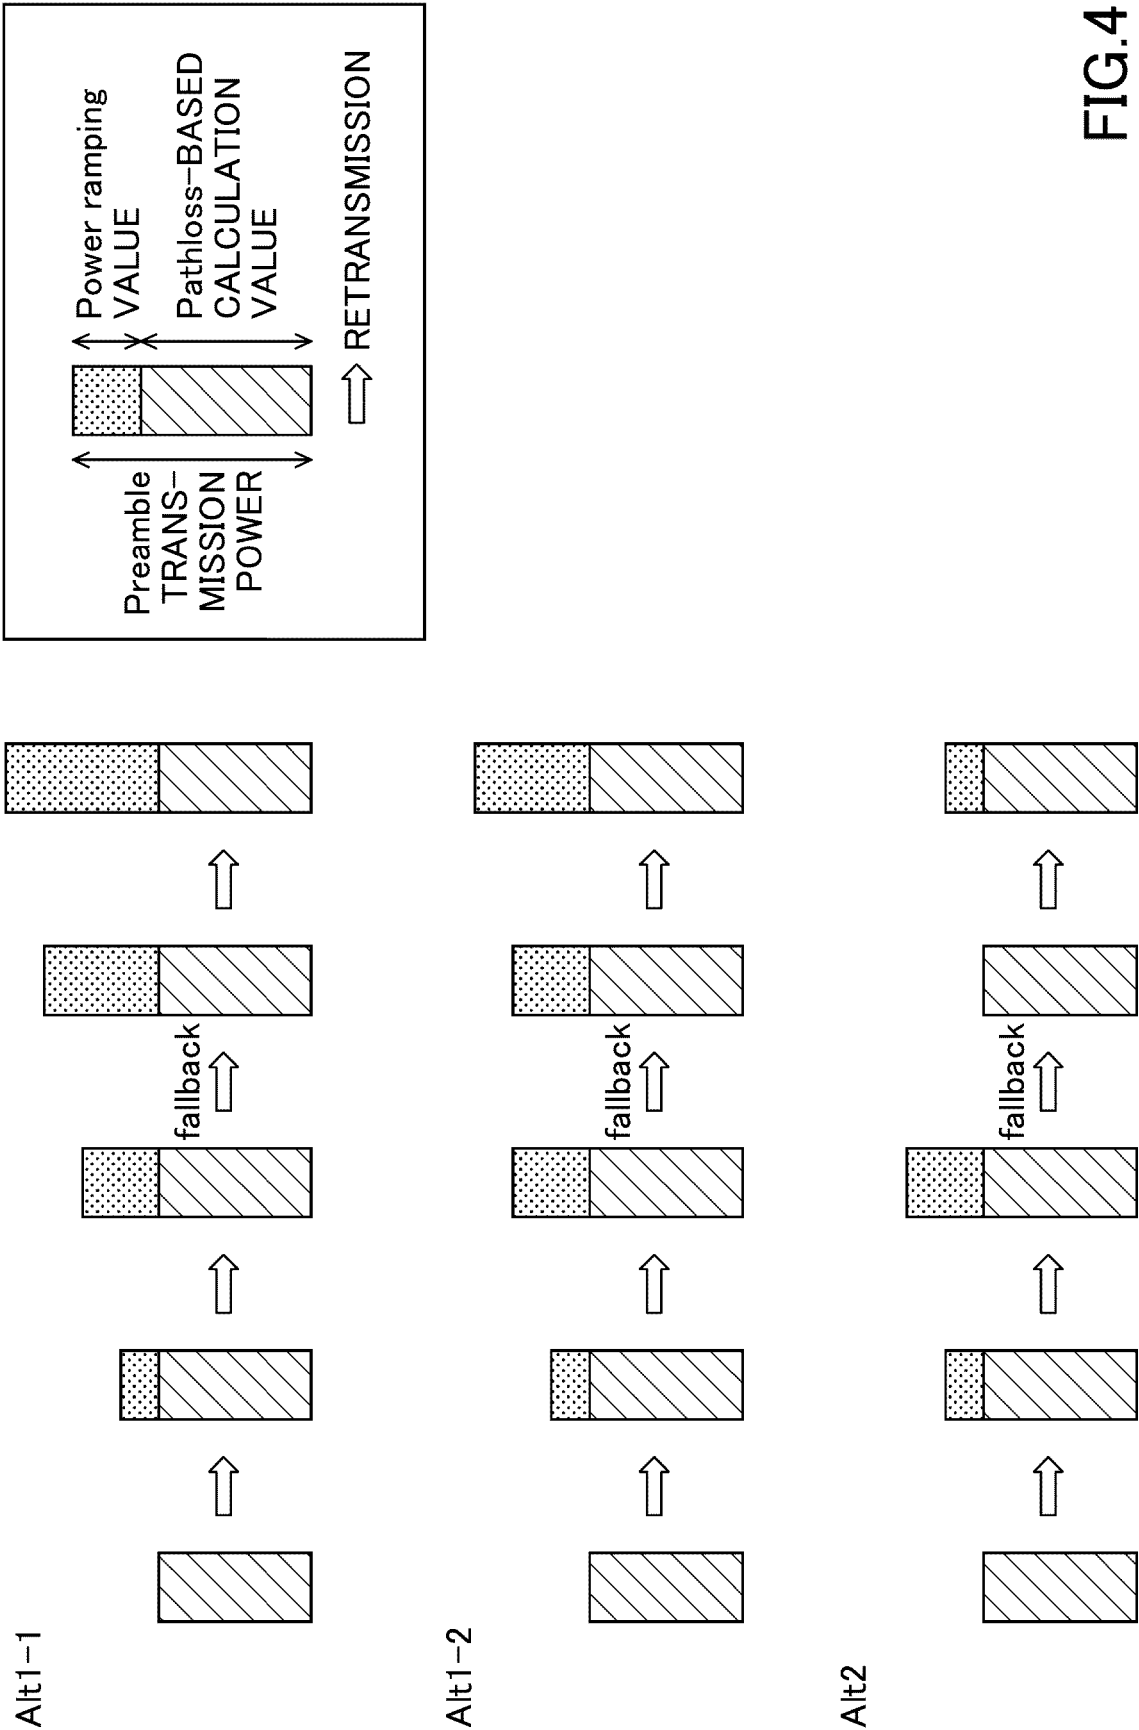 Alt1-1
fallback
Alt1-2
fallback
Alt2
fallback
Preamble
TRANS-
MISSION
POWER
Power ramping
VALUE
Pathloss-BASED
CALCULATION
VALUE
RETRANSMISSION
FIG.4